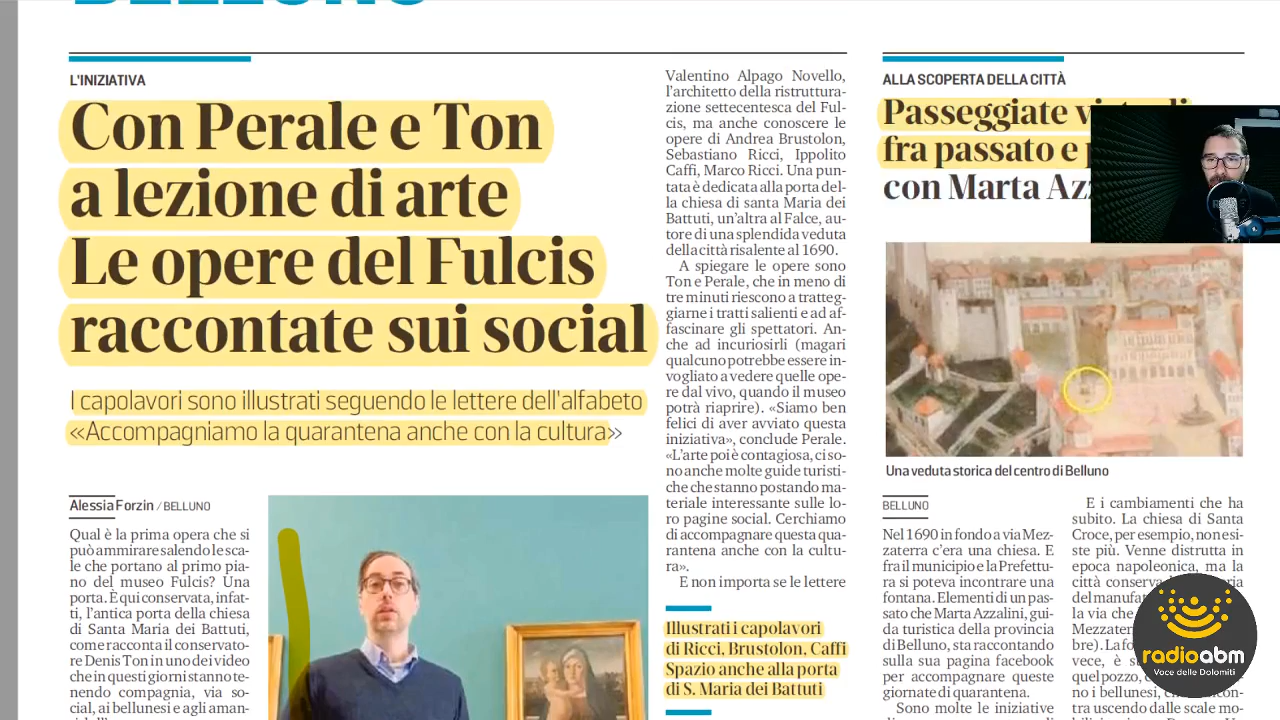 L'INIZIATIVA
Con Perale e Ton
a lezione di arte
Le opere del Fulcis
raccontate sui social
I capolavori sono illustrati seguendo le lettere dell'alfabeto
«Accompagniamo la quarantena anche con la cultura»
Alessia Forzin / BELLUNO
Qual è la prima opera che si
può ammirare salendo le sca-
le che portano al primo pia-
no del museo Fulcis? Una
porta. È qui conservata, infat-
ti, l'antica porta della chiesa
di Santa Maria dei Battuti,
come racconta il conservato-
re Denis Ton in uno dei video
che in questi giorni stanno te-
nendo compagnia, via so-
cial, ai bellunesi e agli aman-
Valentino Alpago Novello,
l'architetto della ristruttura-
zione settecentesca del Ful-
cis, ma anche conoscere le
opere di Andrea Brustolon,
Sebastiano Ricci, Ippolito
Caffi, Marco Ricci. Una pun-
tata è dedicata alla porta del-
la chiesa di santa Maria dei
Battuti, un'altra al Falce, au-
tore di una splendida veduta
della città risalente al 1690.
A spiegare le opere sono
Ton e Perale, che in meno di
tre minuti riescono a tratteg-
giarne i tratti salienti e ad af-
fascinare gli spettatori. An-
che ad incuriosirli (magari
qualcuno potrebbe essere in-
vogliato a vedere quelle ope-
re dal vivo, quando il museo
potrà riaprire). «Siamo ben
felici di aver avviato questa
iniziativa», conclude Perale.
«L'arte poi è contagiosa, ci so-
no anche molte guide turisti-
che che stanno postando ma-
teriale interessante sulle lo-
ro pagine social. Cerchiamo
di accompagnare questa qua-
rantena anche con la cultu-
ra».
E non importa se le lettere
Illustrati i capolavori
di Ricci, Brustolon, Caffi
Spazio anche alla porta
di S. Maria dei Battuti
ALLA SCOPERTA DELLA CITTÀ
Passeggiate
fra passato e
con Marta
Una veduta storica del centro di Belluno
BELLUNO
Nel 1690 in fondo a via Mez-
zaterra c'era una chiesa. E
fra il municipio e la Prefettu-
ra si poteva incontrare una
fontana. Elementi di un pas-
sato che Marta Azzalini, gui-
da turistica della provincia
di Belluno, sta raccontando
sulla sua pagina facebook
per accompagnare queste
giornate di quarantena.
Sono molte le iniziative
E i cambiamenti che ha
subito. La chiesa di Santa
Croce, per esempio, non esi-
ste più. Venne distrutta in
epoca napoleonica, ma la
città conserva
del
la via che
Mezzater
bre). La
vece, è
quel pozzo,
no i bellunesi, che
tra uscendo dalle scale mo-
radioabm
Voce delle Dolomiti